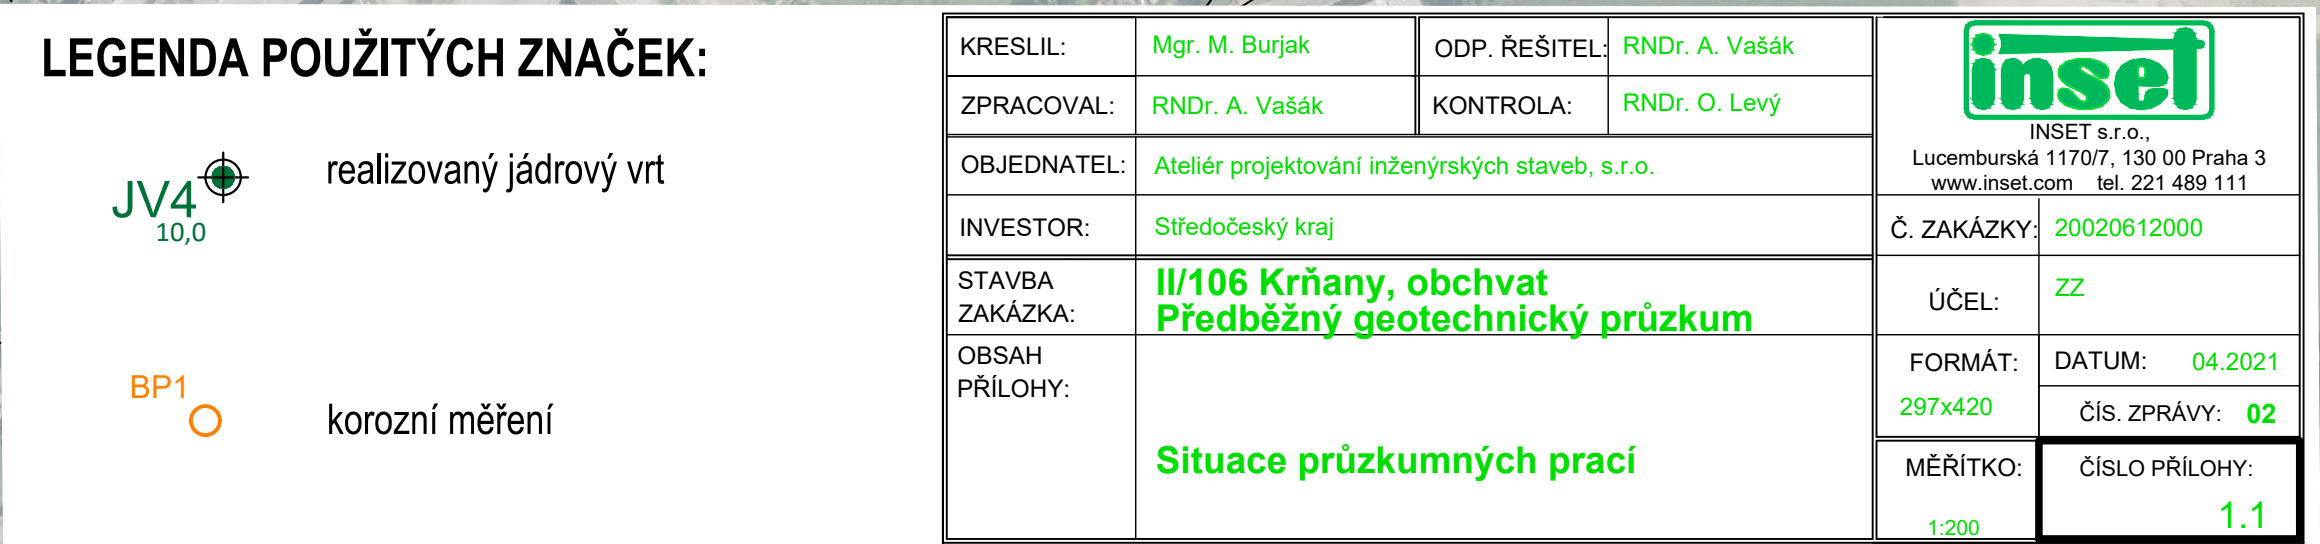 LEGENDA POUŽITÝCH ZNAČEK:
JV4
10,0
realizovaný jádrový vrt
BP1
korozní měření
KRESLIL: Mgr. M. Burjak ODP. ŘEŠITEL: RNDr. A. Vašák
ZPRACOVAL: RNDr. A. Vašák KONTROLA: RNDr. O. Levý
OBJEDNATEL: Ateliér projektování inženýrských staveb, s.r.o.
INVESTOR: Středočeský kraj
STAVBA
ZAKÁZKA:
II/106 Krňany, obchvat
Předběžný geotechnický průzkum
OBSAH
PŘÍLOHY:
Situace průzkumných prací
inset
INSET s.r.o.,
Lucemburská 1170/7, 130 00 Praha 3
www.inset.com tel. 221 489 111
Č. ZAKÁZKY: 20020612000
ÚČEL: ZZ
FORMÁT:
297x420
DATUM: 04.2021
ČÍS. ZPRÁVY: 02
MĚŘÍTKO:
1:200
ČÍSLO PŘÍLOHY:
1.1